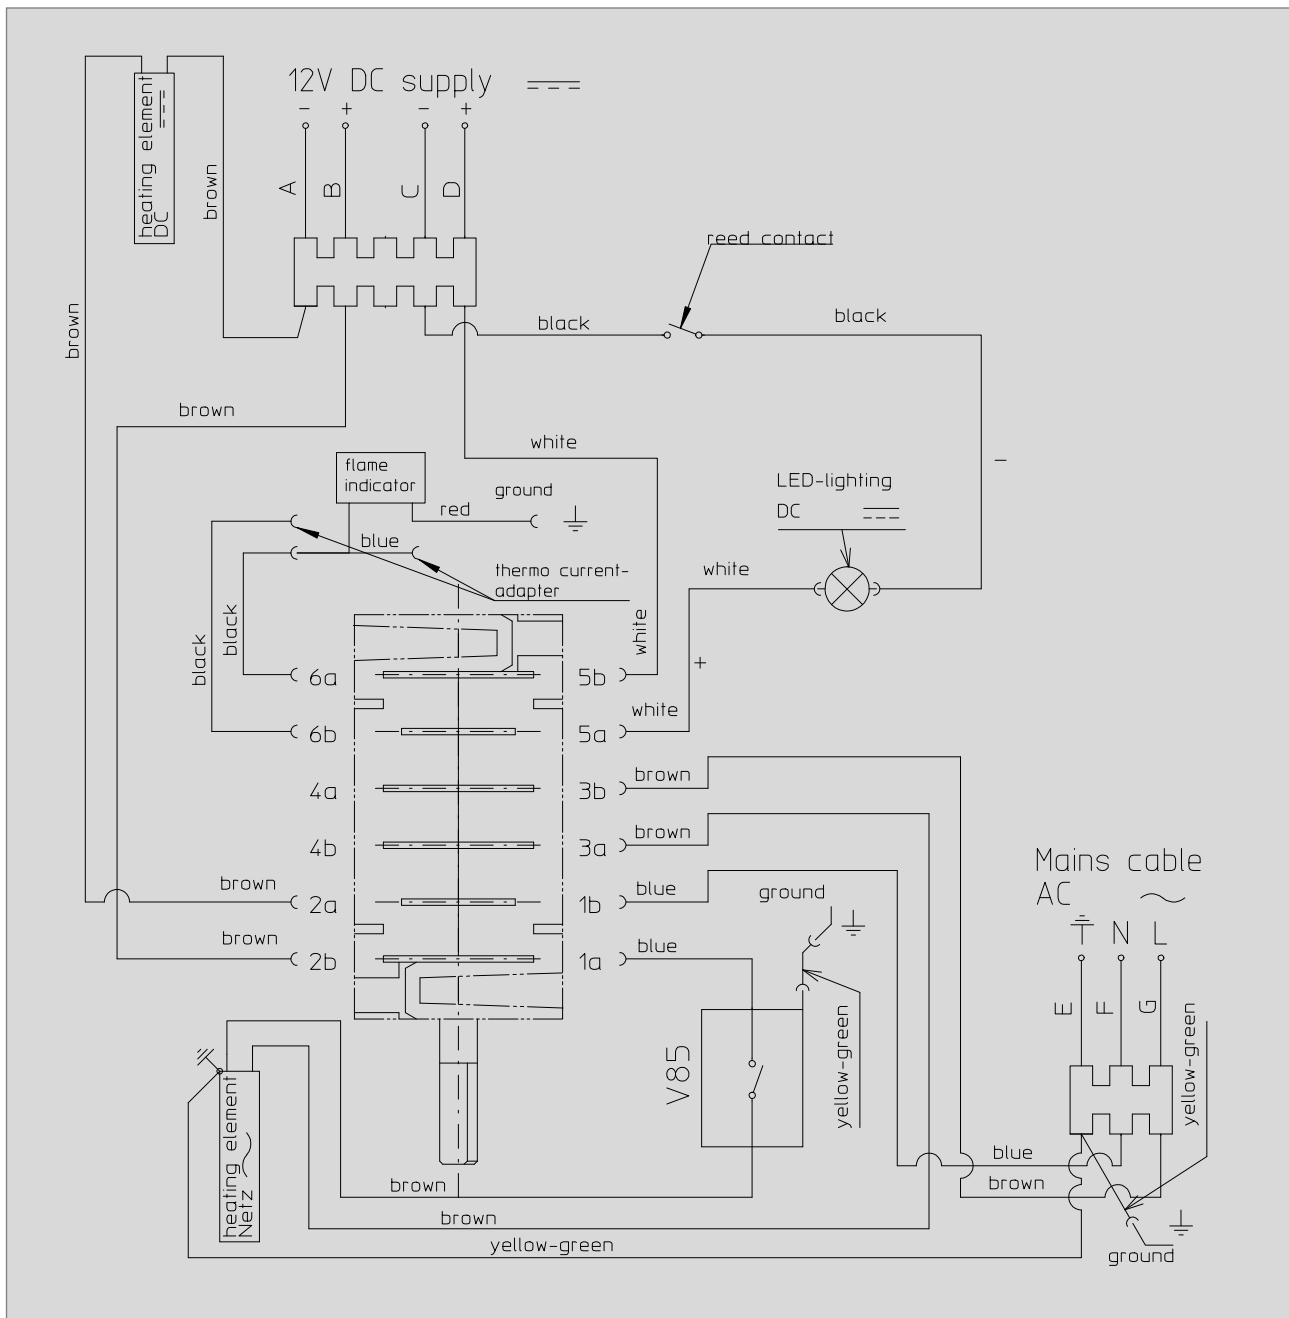 12V DC supply
- + - +
A B C D
heating element
DC
brown
brown
reed contact
black
black
brown
white
flame
indicator
ground
red
blue
thermo current-
adapter
LED-lighting
DC
-
white
white
+
black
black
6a
5b
6b
5a
white
4a
3b
brown
4b
3a
brown
brown
2a
1b
blue
brown
2b
1a
blue
ground
Mains cable
AC
N L
E F G
yellow-green
yellow-green
V85
heating element
Netz
blue
brown
brown
brown
yellow-green
ground